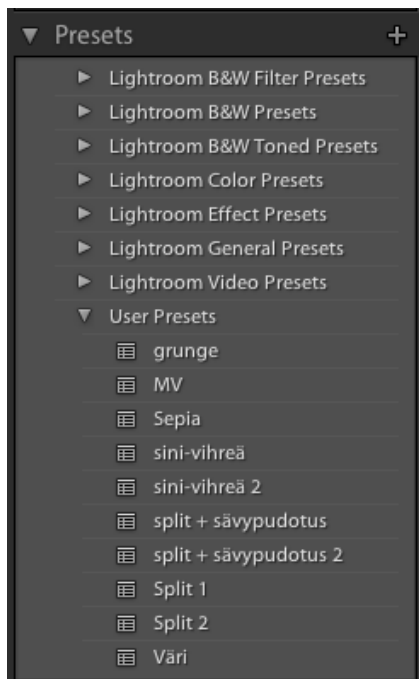 Presets
Lightroom B&W Filter Presets
Lightroom B&W Presets
Lightroom B&W Toned Presets
Lightroom Color Presets
Lightroom Effect Presets
Lightroom General Presets
Lightroom Video Presets
User Presets
grunge
MV
Sepia
sini-vihreä
sini-vihreä 2
split + sävypudotus
split + sävypudotus 2
Split 1
Split 2
Väri